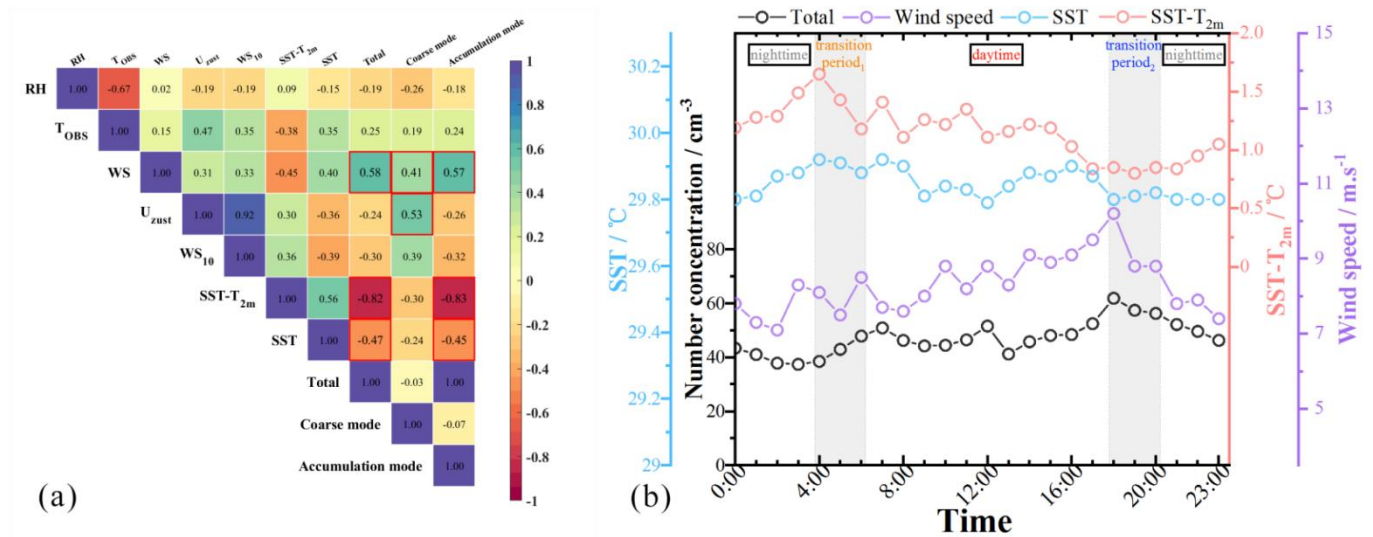 RH T_OBS WS U_zust WS_10 SST-T_2m SST Total Coarse mode Accumulation mode
RH 1.00 -0.67 0.02 -0.19 -0.19 0.09 -0.15 -0.19 -0.26 -0.18
T_OBS 1.00 0.15 0.47 0.35 -0.38 0.35 0.25 0.19 0.24
WS 1.00 0.31 0.33 -0.45 0.40 0.58 0.41 0.57
U_zust 1.00 0.92 0.30 -0.36 -0.24 0.53 -0.26
WS_10 1.00 0.36 -0.39 -0.30 0.39 -0.32
SST-T_2m 1.00 0.56 -0.82 -0.30 -0.83
SST 1.00 -0.47 -0.24 -0.45
Total 1.00 -0.03 1.00
Coarse mode 1.00 -0.07
Accumulation mode 1.00
1
0.8
0.6
0.4
0.2
0
-0.2
-0.4
-0.6
-0.8
-1
(a)
Total Wind speed SST SST-T_2m
nighttime
transition
period_1
daytime
transition
period_2
nighttime
SST / ℃
30.2
30.0
29.8
29.6
29.4
29.2
29
Number concentration / cm^-3
80
60
40
20
0
SST-T_2m / ℃
2.0
1.5
1.0
0.5
0
Wind speed / m.s^-1
15
13
11
9
7
5
0:00 4:00 8:00 12:00 16:00 20:00 23:00
Time
(b)